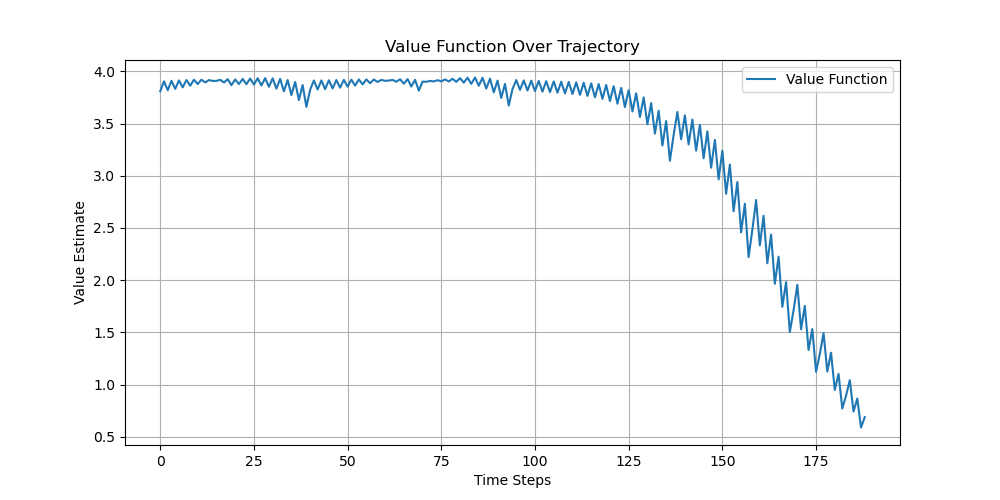 Value Function Over Trajectory
Value Function
4.0
3.5
3.0
2.5
2.0
1.5
1.0
0.5
Value Estimate
0 25 50 75 100 125 150 175
Time Steps